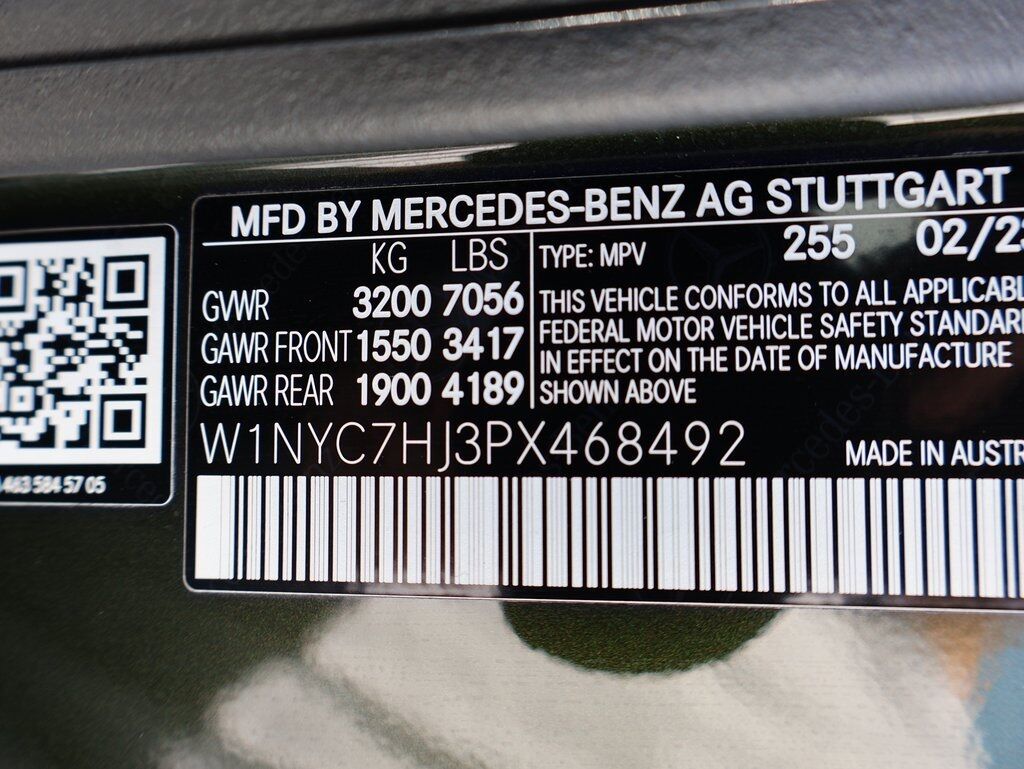 MFD BY MERCEDES-BENZ AG STUTTGART
KG LBS
GVWR 3200 7056
GAWR FRONT 1550 3417
GAWR REAR 1900 4189
TYPE: MPV 255 02/23
THIS VEHICLE CONFORMS TO ALL APPLICABL
FEDERAL MOTOR VEHICLE SAFETY STANDARD
IN EFFECT ON THE DATE OF MANUFACTURE
SHOWN ABOVE
W1NYC7HJ3PX468492
MADE IN AUSTR
463 584 57 05